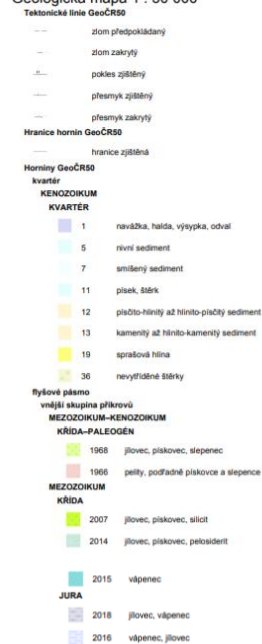 Geologická mapa 1 : 50 000
Tektonické linie GeoČR50
zlom předpokládaný
zlom zakrytý
pokles zjištěný
přesmyk zjištěný
přesmyk zakrytý
Hranice hornin GeoČR50
hranice zjištěná
Horniny GeoČR50
kvartér
KENOZOIKUM
KVARTÉR
1 navážka, halda, výsypka, odval
5 nivní sediment
7 smíšený sediment
11 písek, štěrk
12 písčito-hlinitý až hlinito-písčitý sediment
13 kamenitý až hlinito-kamenitý sediment
19 sprašová hlína
36 nevytříděné štěrky
flyšové pásmo
vnější skupina příkrovů
MEZOZOIKUM–KENOZOIKUM
KŘÍDA–PALEOGÉN
1968 jílovec, pískovec, slepenec
1966 pelity, podřadně pískovce a slepence
MEZOZOIKUM
KŘÍDA
2007 jílovec, pískovec, silicit
2014 jílovec, pískovec, pelosiderit
2015 vápenec
JURA
2018 jílovec, vápenec
2016 vápenec, jílovec